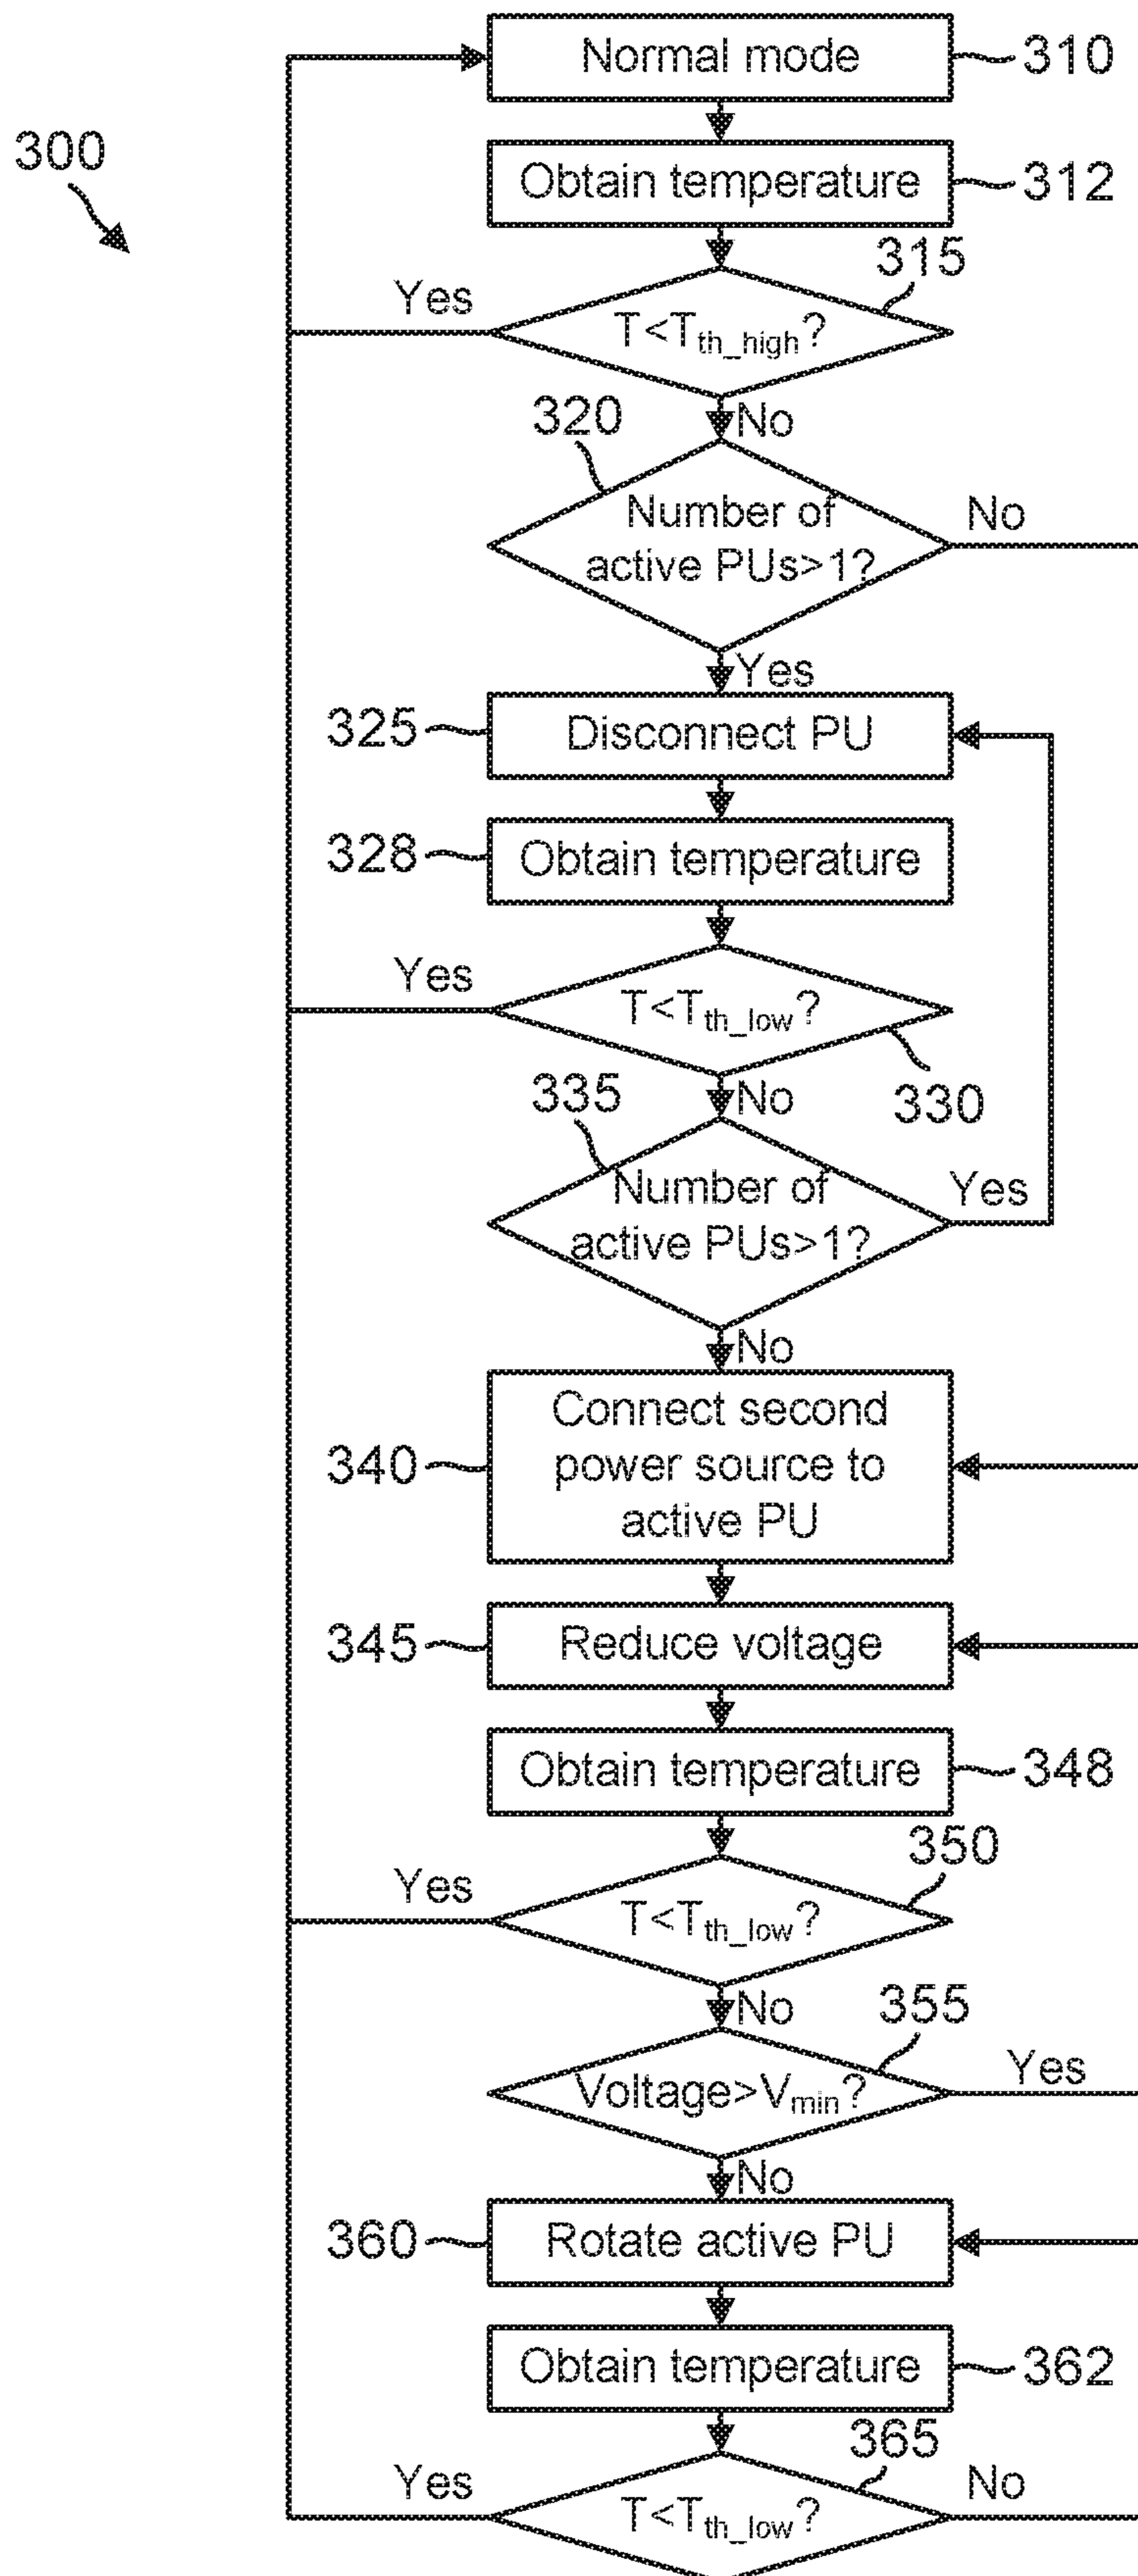 Normal mode
310
300
Obtain temperature
312
315
Yes
T<Tth_high?
No
320
Number of
active PUs>1?
No
Yes
325
Disconnect PU
328
Obtain temperature
Yes
T<Tth_low?
330
No
335
Number of
active PUs>1?
Yes
No
340
Connect second
power source to
active PU
345
Reduce voltage
Obtain temperature
348
350
Yes
T<Tth_low?
No
355
Voltage>Vmin?
Yes
No
360
Rotate active PU
Obtain temperature
362
365
Yes
T<Tth_low?
No